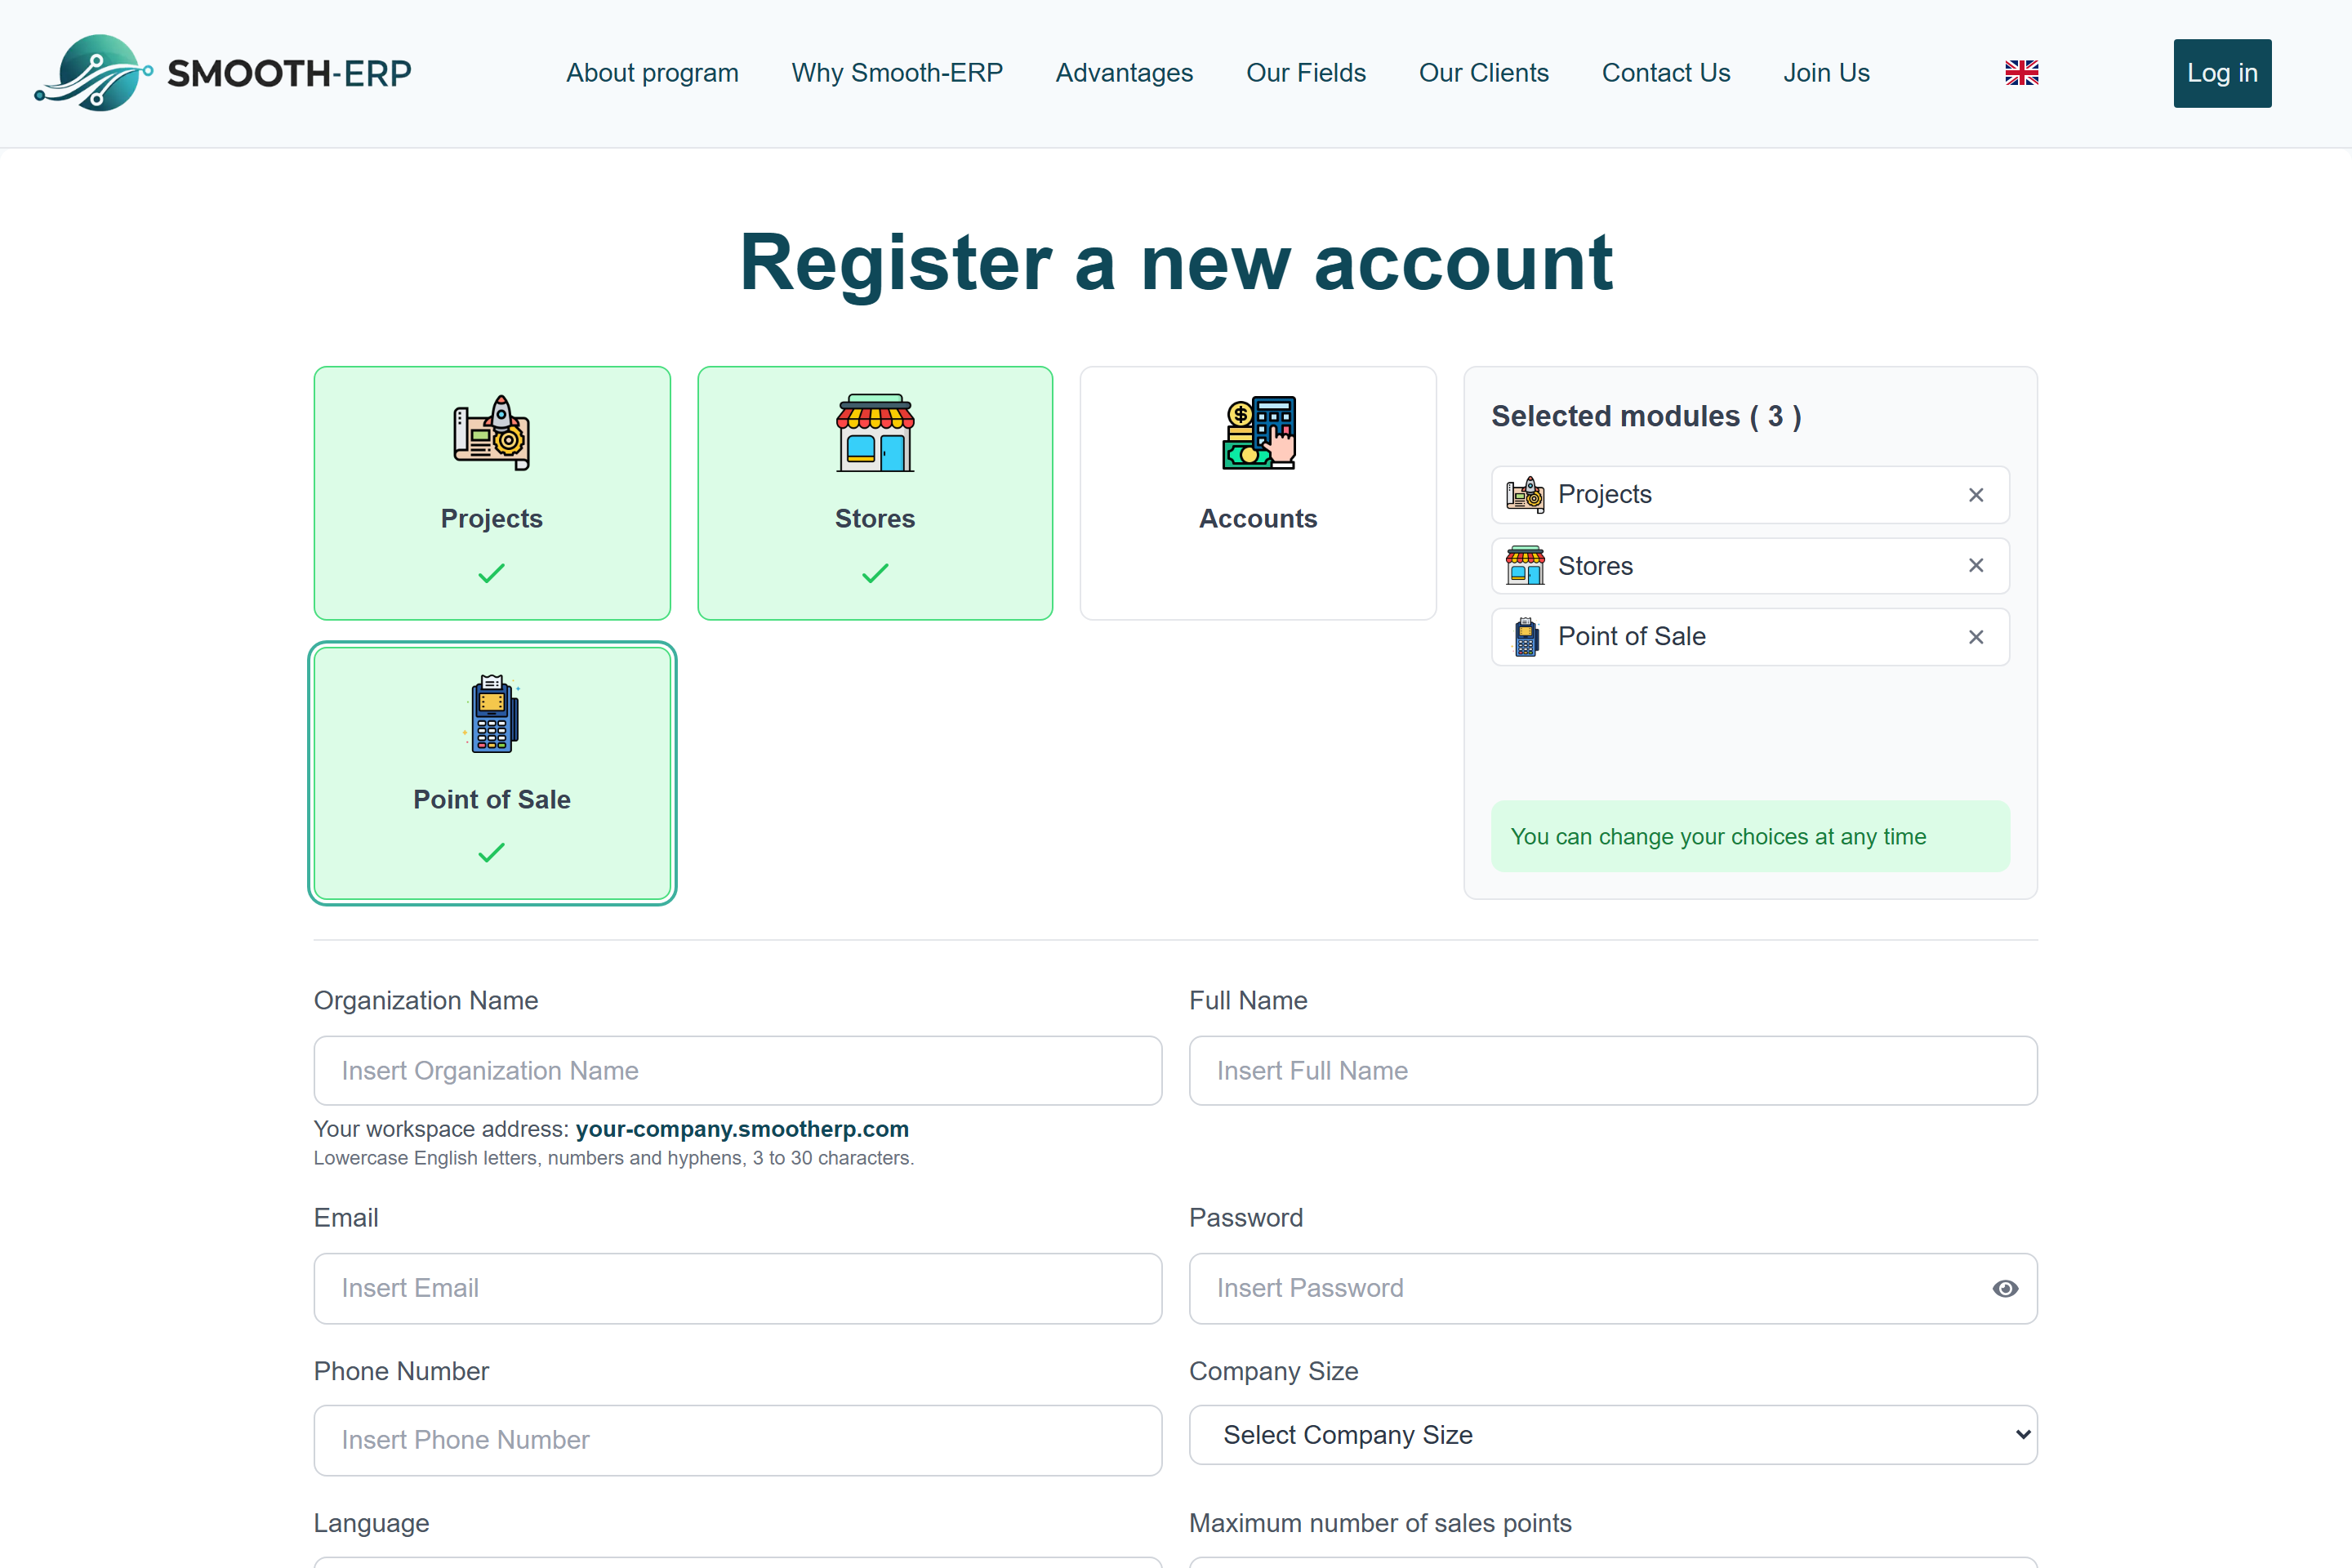 SMOOTH-ERP
About program
Why Smooth-ERP
Advantages
Our Fields
Our Clients
Contact Us
Join Us
Log in
Register a new account
Projects
Stores
Accounts
Point of Sale
Selected modules ( 3 )
Projects
Stores
Point of Sale
You can change your choices at any time
Organization Name
Insert Organization Name
Your workspace address: your-company.smootherp.com
Lowercase English letters, numbers and hyphens, 3 to 30 characters.
Full Name
Insert Full Name
Email
Insert Email
Password
Insert Password
Phone Number
Insert Phone Number
Company Size
Select Company Size
Language
Maximum number of sales points